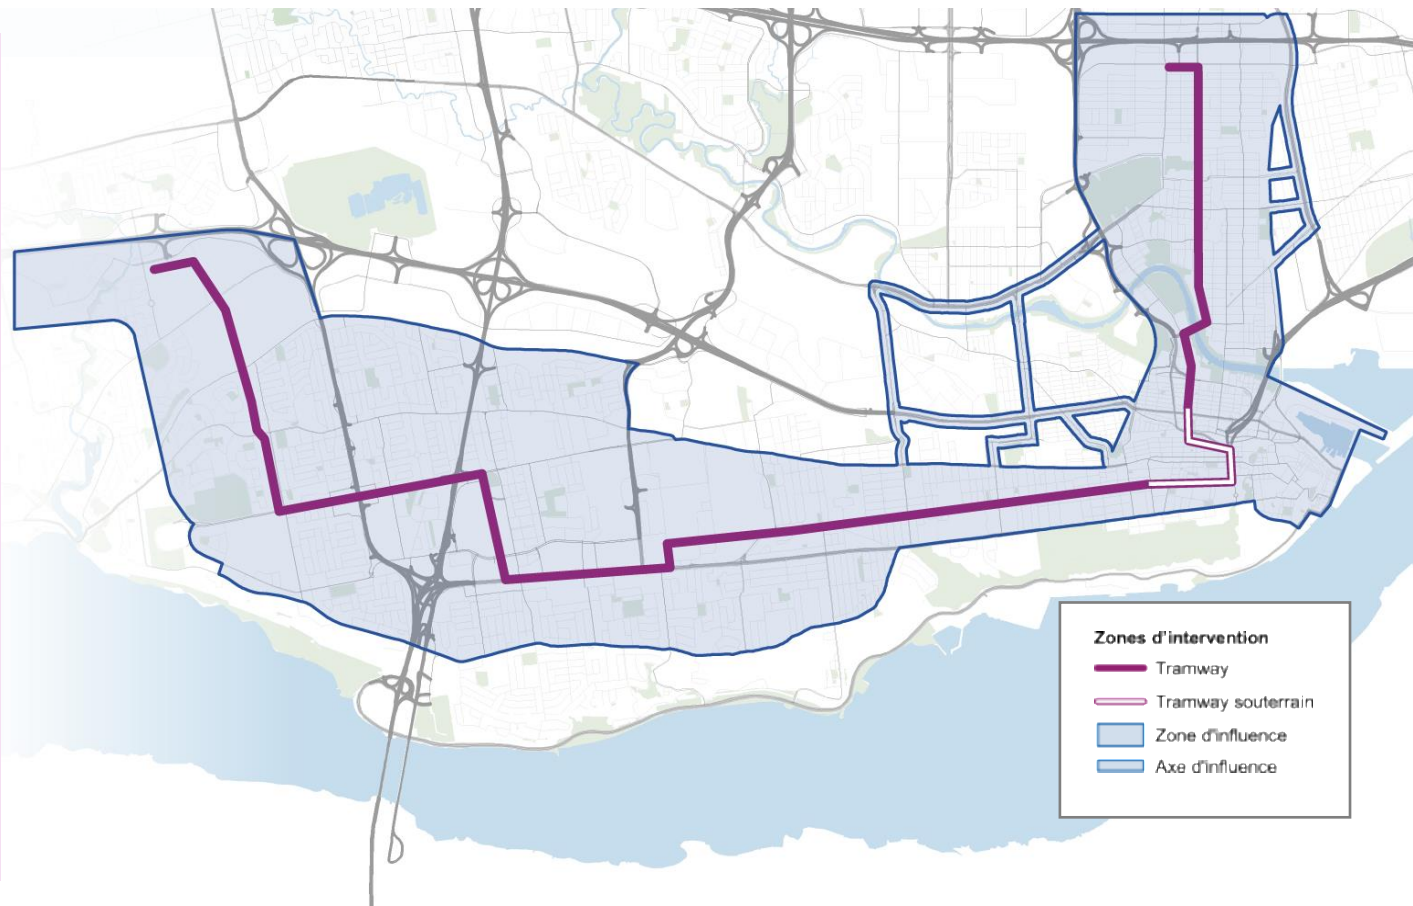 Zones d'intervention
Tramway
Tramway souterrain
Zone d'influence
Axe d'influence